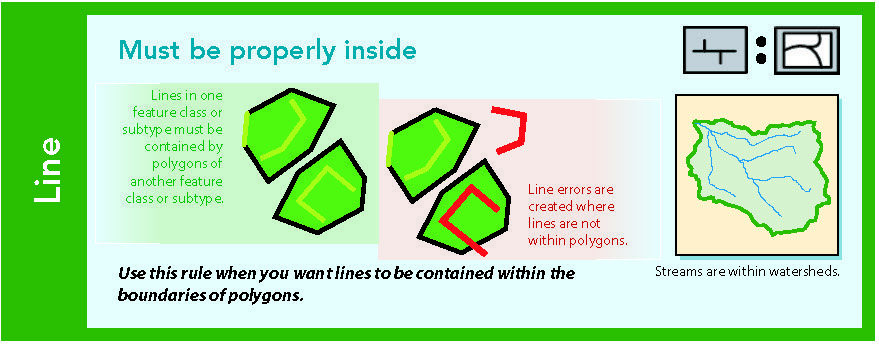 Line
Must be properly inside
Lines in one
feature class or
subtype must be
contained by
polygons of
another feature
class or subtype.
Line errors are
created where
lines are not
within polygons.
Use this rule when you want lines to be contained within the
boundaries of polygons.
Streams are within watersheds.